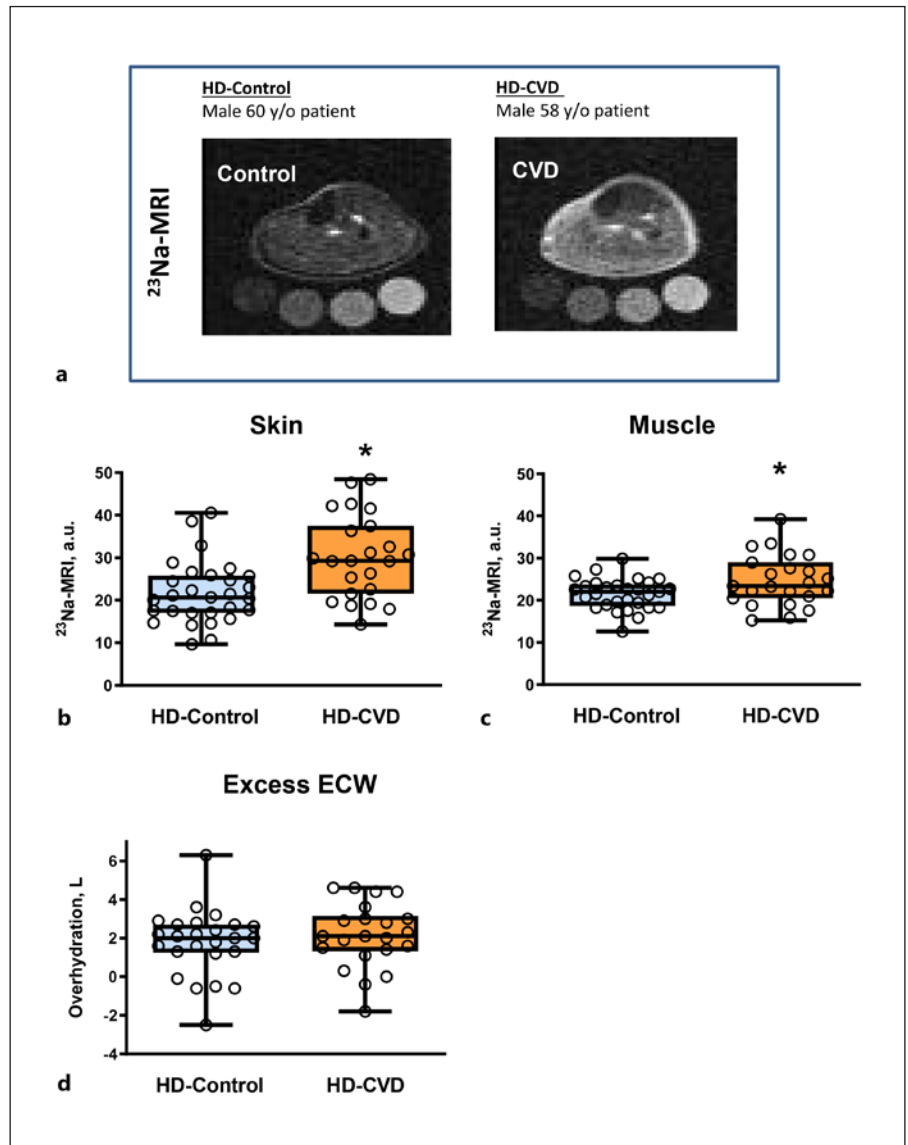 HD-Control
Male 60 y/o patient
HD-CVD
Male 58 y/o patient
²³Na-MRI
Control
CVD
a
Skin
*
²³Na-MRI, a.u.
50
40
30
20
10
0
HD-Control
HD-CVD
b
Muscle
*
²³Na-MRI, a.u.
50
40
30
20
10
0
HD-Control
HD-CVD
c
Excess ECW
Overhydration, L
6
4
2
0
-2
-4
HD-Control
HD-CVD
d